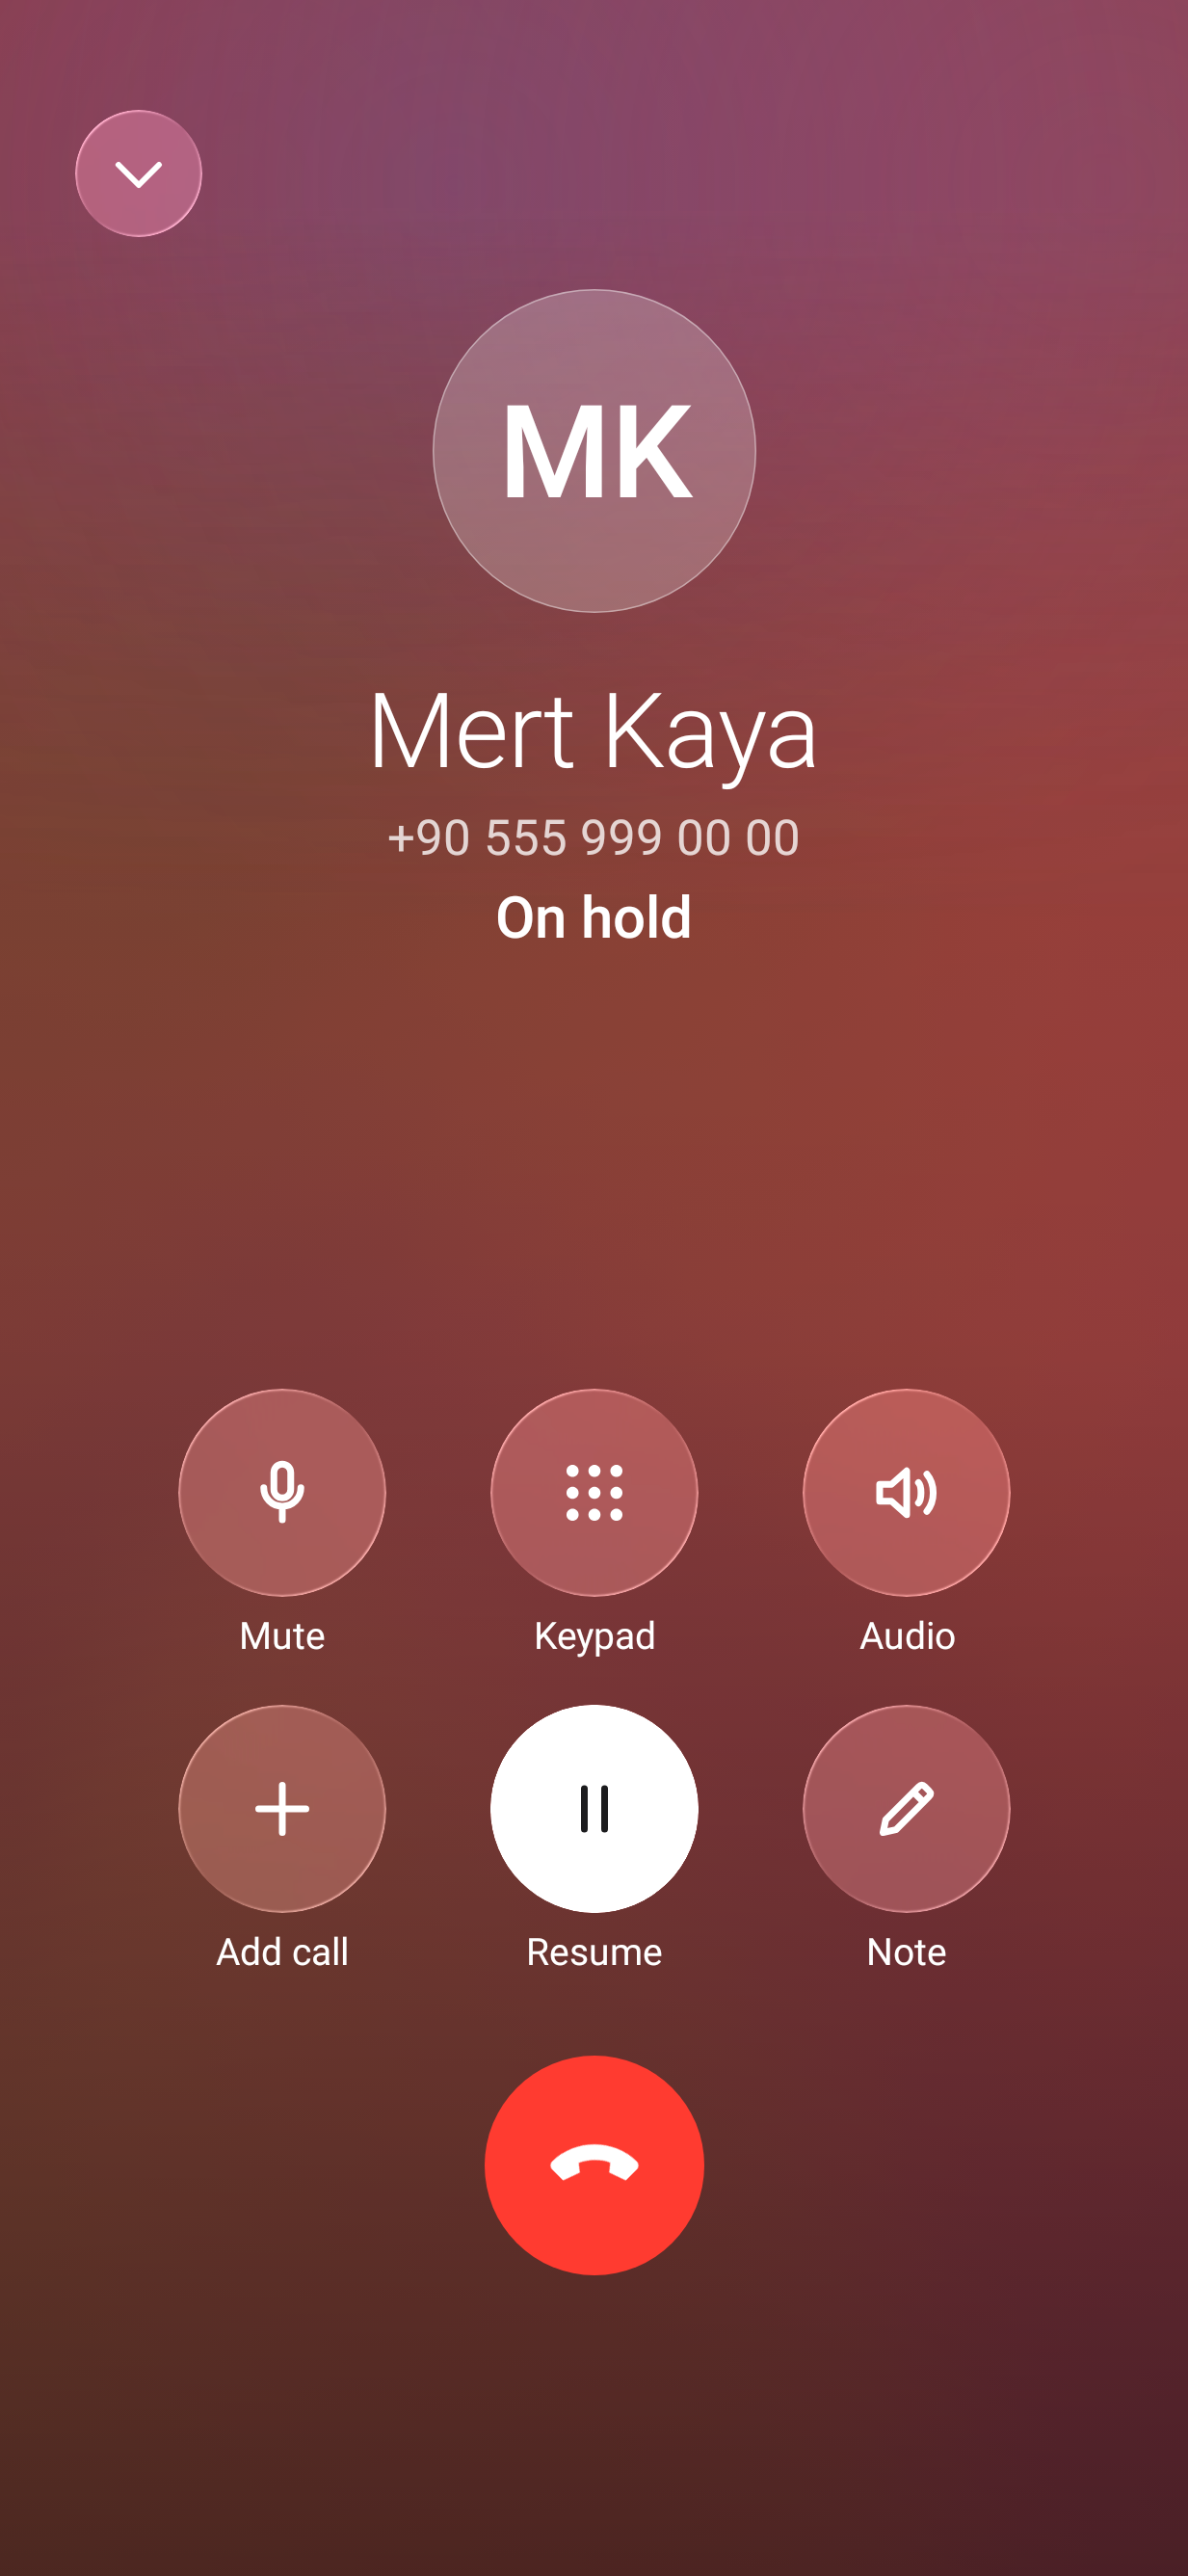 MK
Mert Kaya
+90 555 999 00 00
On hold
Mute
Keypad
Audio
Add call
Resume
Note